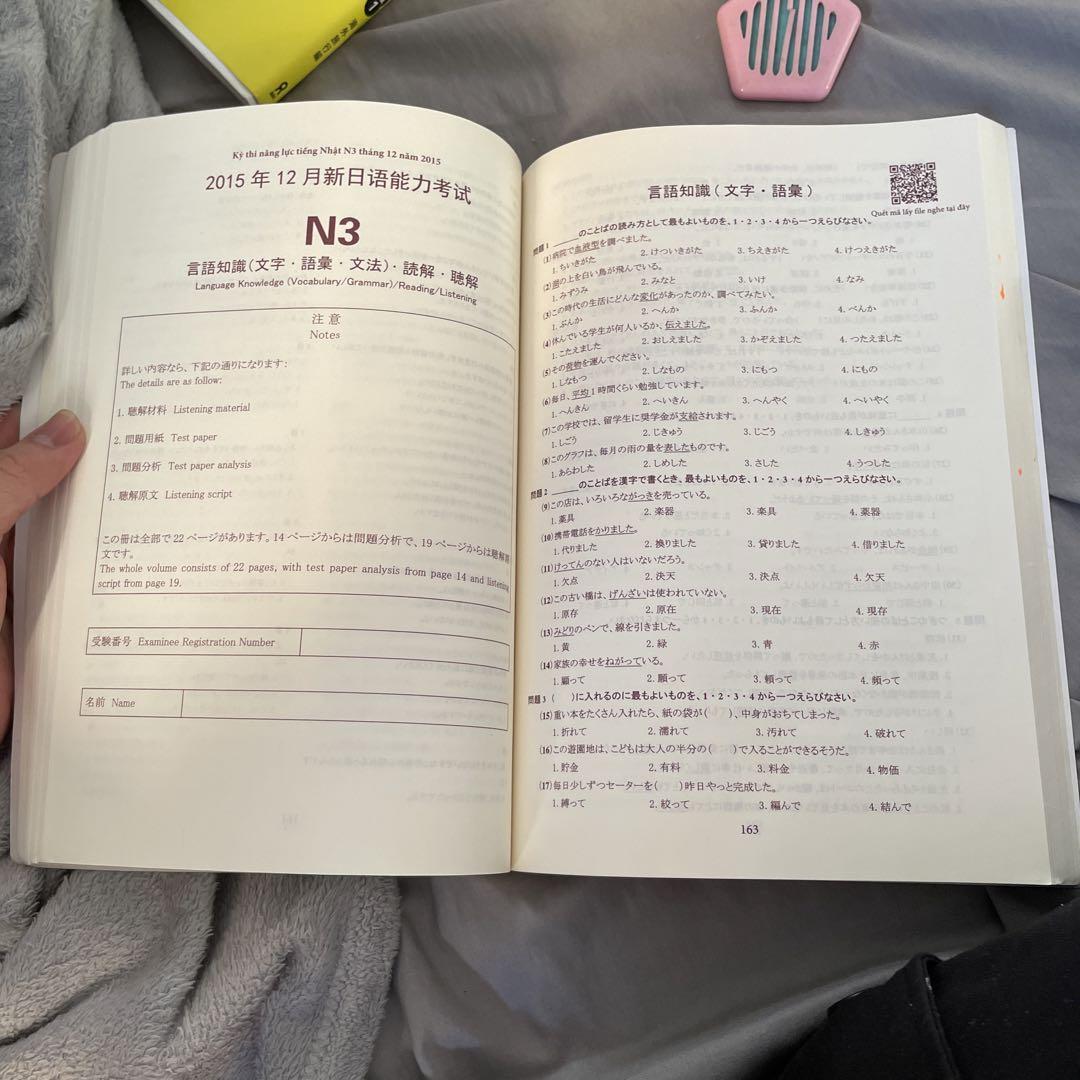 海外旅行編
Kỳ thi năng lực tiếng Nhật N3 tháng 12 năm 2015
2015 年 12 月新日语能力考试
N3
言語知識(文字・語彙・文法)・読解・聴解
Language Knowledge (Vocabulary/Grammar)/Reading/Listening
注意
Notes
詳しい内容なら、下記の通りになります:
The details are as follow:
1. 聴解材料 Listening material
2. 問題用紙 Test paper
3. 問題分析 Test paper analysis
4. 聴解原文 Listening script
この冊は全部で 22 ページがあります。14 ページからは問題分析で、19 ページからは聴解
文です。
The whole volume consists of 22 pages, with test paper analysis from page 14 and listening
script from page 19.
受験番号 Examinee Registration Number
名前 Name
言語知識(文字・語彙)
Quét mã lấy file nghe tại đây
問題 1 ______のことばの読み方として最もよいものを、1・2・3・4 から一つえらびなさい。
(1)病院で血液型を調べました。
1. ちいきがた 2. けついきがた 3. ちえきがた 4. けつえきがた
(2)湖の上を白い鳥が飛んでいる。
1. みずうみ 2. みなと 3. いけ 4. なみ
(3)この時代の生活にどんな変化があったのか、調べてみたい。
1. ぶんか 2. へんか 3. ふんか 4. べんか
(4)休んでいる学生が何人いるか、伝えました。
1. こたえました 2. おしえました 3. かぞえました 4. つたえました
(5)その荷物を運んでください。
1. しなもつ 2. しなもの 3. にもつ 4. にもの
(6)毎日、平均 1 時間くらい勉強しています。
1. へんきん 2. へいきん 3. へんやく 4. へいやく
(7)この学校では、留学生に奨学金が支給されます。
1. しごう 2. じきゅう 3. じごう 4. しきゅう
(8)このグラフは、毎月の雨の量を表したものです。
1. あらわした 2. しめした 3. さした 4. うつした
問題 2 ______のことばを漢字で書くとき、最もよいものを、1・2・3・4 から一つえらびなさい。
(9)この店は、いろいろながっきを売っている。
1. 薬具 2. 楽器 3. 楽具 4. 薬器
(10)携帯電話をかりました。
1. 代りました 2. 換りました 3. 貸りました 4. 借りました
(11)けってんのない人はいないだろう。
1. 欠点 2. 決天 3. 決点 4. 欠天
(12)この古い橋は、げんざいは使われていない。
1. 原存 2. 原在 3. 現在 4. 現存
(13)みどりのペンで、線を引きました。
1. 黄 2. 緑 3. 青 4. 赤
(14)家族の幸せをねがっている。
1. 顧って 2. 願って 3. 頼って 4. 頻って
問題 3 ( )に入れるのに最もよいものを、1・2・3・4 から一つえらびなさい。
(15)重い本をたくさん入れたら、紙の袋が( )、中身がおちてしまった。
1. 折れて 2. 濡れて 3. 汚れて 4. 破れて
(16)この遊園地は、こどもは大人の半分の( )で入ることができるそうだ。
1. 貯金 2. 有料 3. 料金 4. 物価
(17)毎日少しずつセーターを( )昨日やっと完成した。
1. 縛って 2. 絞って 3. 編んで 4. 結んで
163